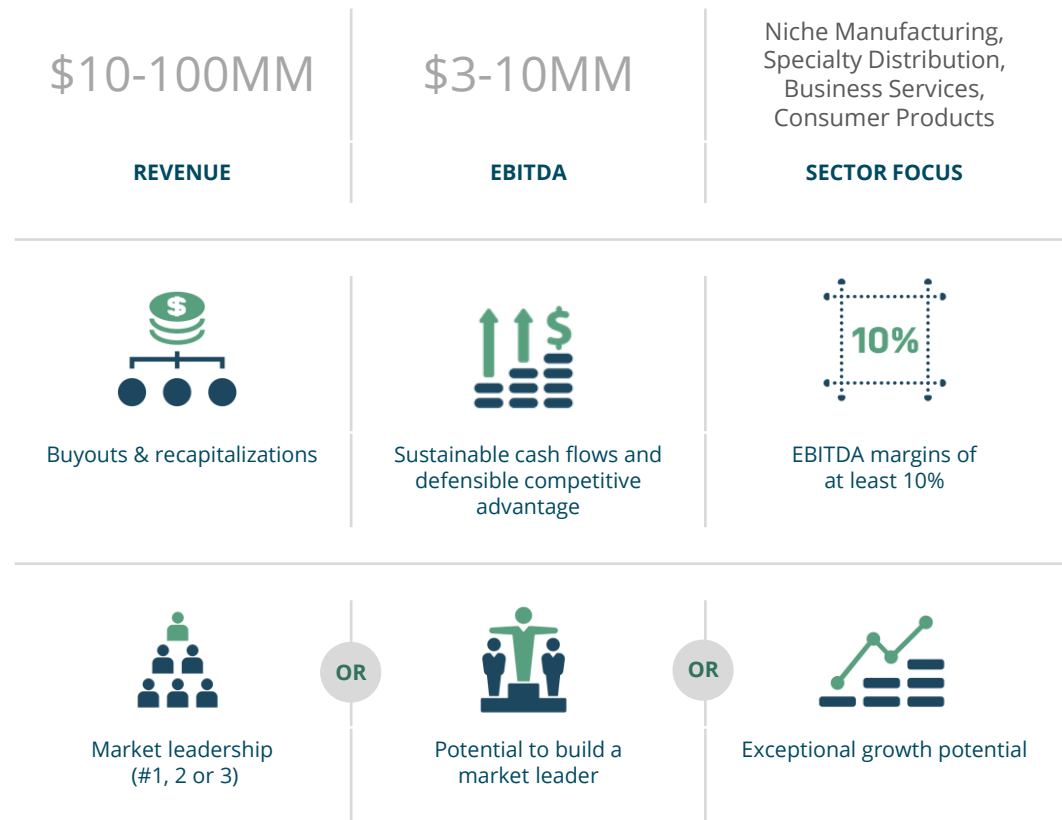 $10-100MM
$3-10MM
Niche Manufacturing,
Specialty Distribution,
Business Services,
Consumer Products
REVENUE
EBITDA
SECTOR FOCUS
$
$
10%
Buyouts & recapitalizations
Sustainable cash flows and
defensible competitive
advantage
EBITDA margins of
at least 10%
OR
OR
Market leadership
(#1, 2 or 3)
Potential to build a
market leader
Exceptional growth potential